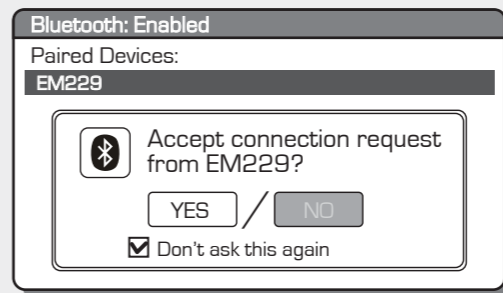 Bluetooth: Enabled
Paired Devices:
EM229
Accept connection request
from EM229?
YES / NO
Don't ask this again